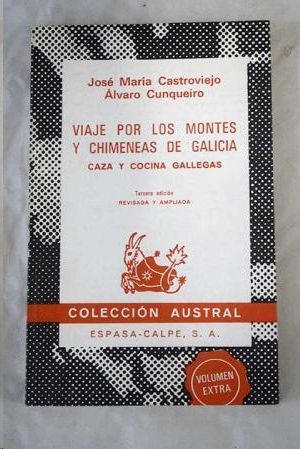 José María Castroviejo
Álvaro Cunqueiro
VIAJE POR LOS MONTES
Y CHIMENEAS DE GALICIA
CAZA Y COCINA GALLEGAS
Tercera edición
REVISADA Y AMPLIADA
COLECCIÓN AUSTRAL
ESPASA-CALPE, S. A.
VOLUMEN
EXTRA